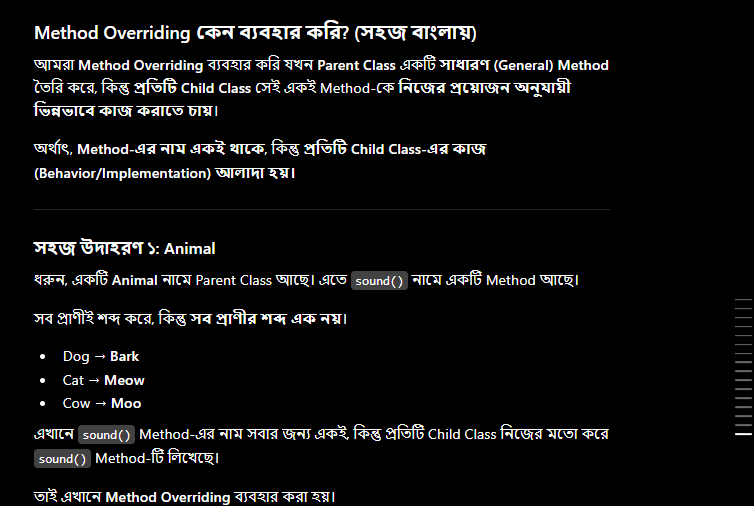 Method Overriding কেন ব্যবহার করি? (সহজ বাংলায়)
আমরা Method Overriding ব্যবহার করি যখন Parent Class একটি সাধারণ (General) Method
তৈরি করে, কিন্তু প্রতিটি Child Class সেই একই Method-কে নিজের প্রয়োজন অনুযায়ী
ভিন্নভাবে কাজ করাতে চায়।
অর্থাৎ, Method-এর নাম একই থাকে, কিন্তু প্রতিটি Child Class-এর কাজ
(Behavior/Implementation) আলাদা হয়।
সহজ উদাহরণ ১: Animal
ধরুন, একটি Animal নামে Parent Class আছে। এতে sound() নামে একটি Method আছে।
সব প্রাণীই শব্দ করে, কিন্তু সব প্রাণীর শব্দ এক নয়।
• Dog → Bark
• Cat → Meow
• Cow → Moo
এখানে sound() Method-এর নাম সবার জন্য একই, কিন্তু প্রতিটি Child Class নিজের মতো করে
sound() Method-টি লিখেছে।
তাই এখানে Method Overriding ব্যবহার করা হয়।